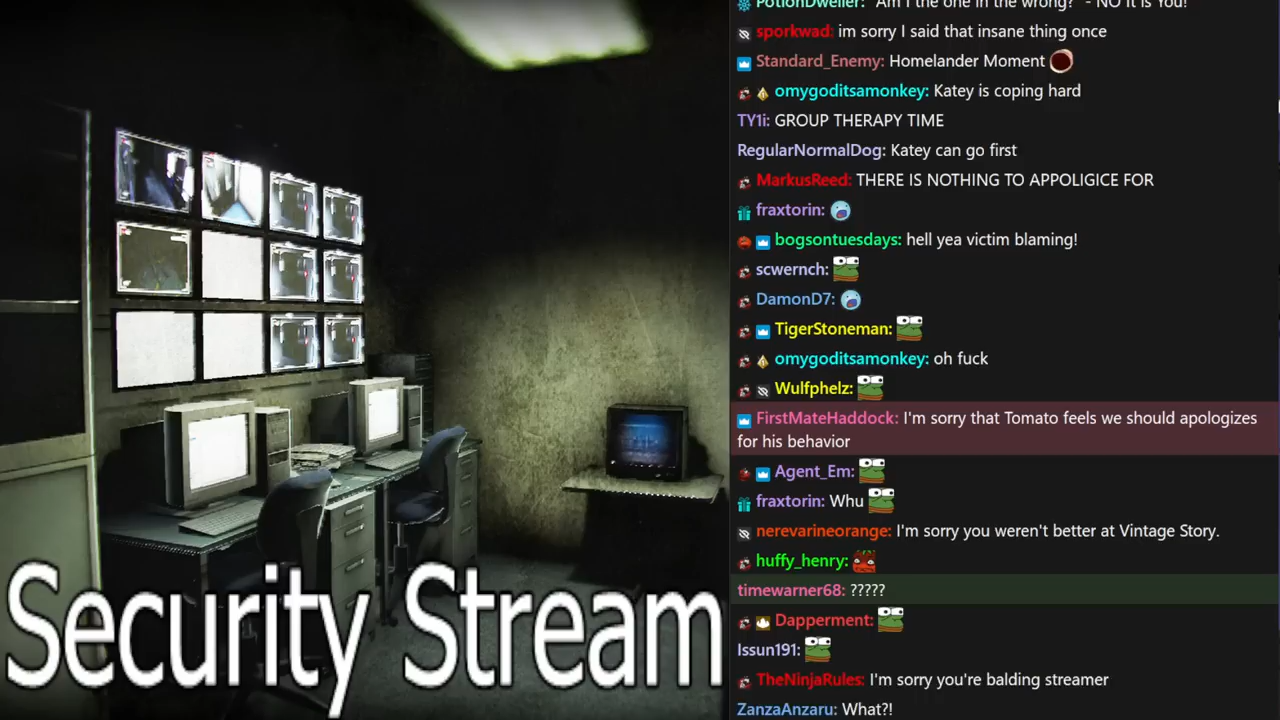 PotionDweller: "Am I the one in the wrong?" - NO It is You!
sporkwad: im sorry I said that insane thing once
Standard_Enemy: Homelander Moment
omygoditsamonkey: Katey is coping hard
TY1i: GROUP THERAPY TIME
RegularNormalDog: Katey can go first
MarkusReed: THERE IS NOTHING TO APPOLIGICE FOR
fraxtorin:
bogsontuesdays: hell yea victim blaming!
scwernch:
DamonD7:
TigerStoneman:
omygoditsamonkey: oh fuck
Wulfphelz:
FirstMateHaddock: I'm sorry that Tomato feels we should apologizes
for his behavior
Agent_Em:
fraxtorin: Whu
nerevarineorange: I'm sorry you weren't better at Vintage Story.
huffy_henry:
timewarner68: ?????
Dapperment:
Issun191:
TheNinjaRules: I'm sorry you're balding streamer
ZanzaAnzaru: What?!
Security Stream